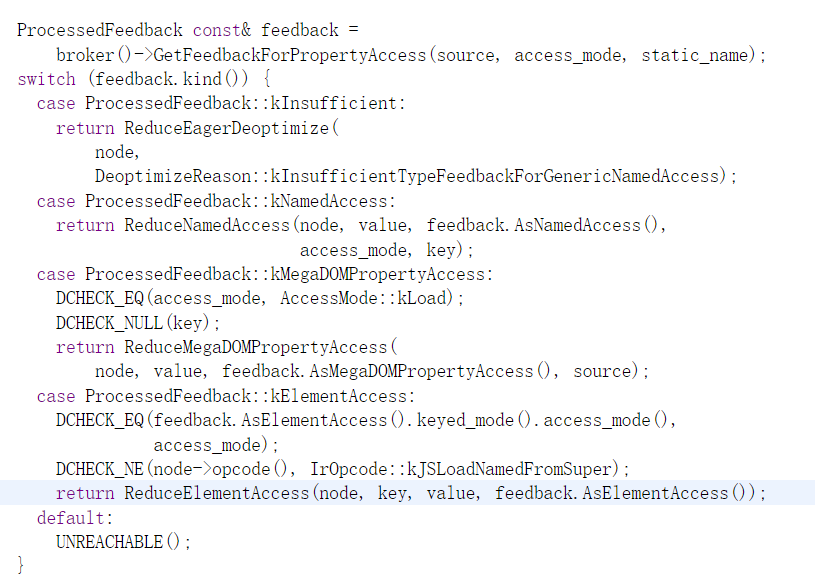 ProcessedFeedback const& feedback =
    broker()->GetFeedbackForPropertyAccess(source, access_mode, static_name);
switch (feedback.kind()) {
  case ProcessedFeedback::kInsufficient:
    return ReduceEagerDeoptimize(
        node,
        DeoptimizeReason::kInsufficientTypeFeedbackForGenericNamedAccess);
  case ProcessedFeedback::kNamedAccess:
    return ReduceNamedAccess(node, value, feedback.AsNamedAccess(),
                             access_mode, key);
  case ProcessedFeedback::kMegaDOMPropertyAccess:
    DCHECK_EQ(access_mode, AccessMode::kLoad);
    DCHECK_NULL(key);
    return ReduceMegaDOMPropertyAccess(
        node, value, feedback.AsMegaDOMPropertyAccess(), source);
  case ProcessedFeedback::kElementAccess:
    DCHECK_EQ(feedback.AsElementAccess().keyed_mode().access_mode(),
              access_mode);
    DCHECK_NE(node->opcode(), IrOpcode::kJSLoadNamedFromSuper);
    return ReduceElementAccess(node, key, value, feedback.AsElementAccess());
  default:
    UNREACHABLE();
}